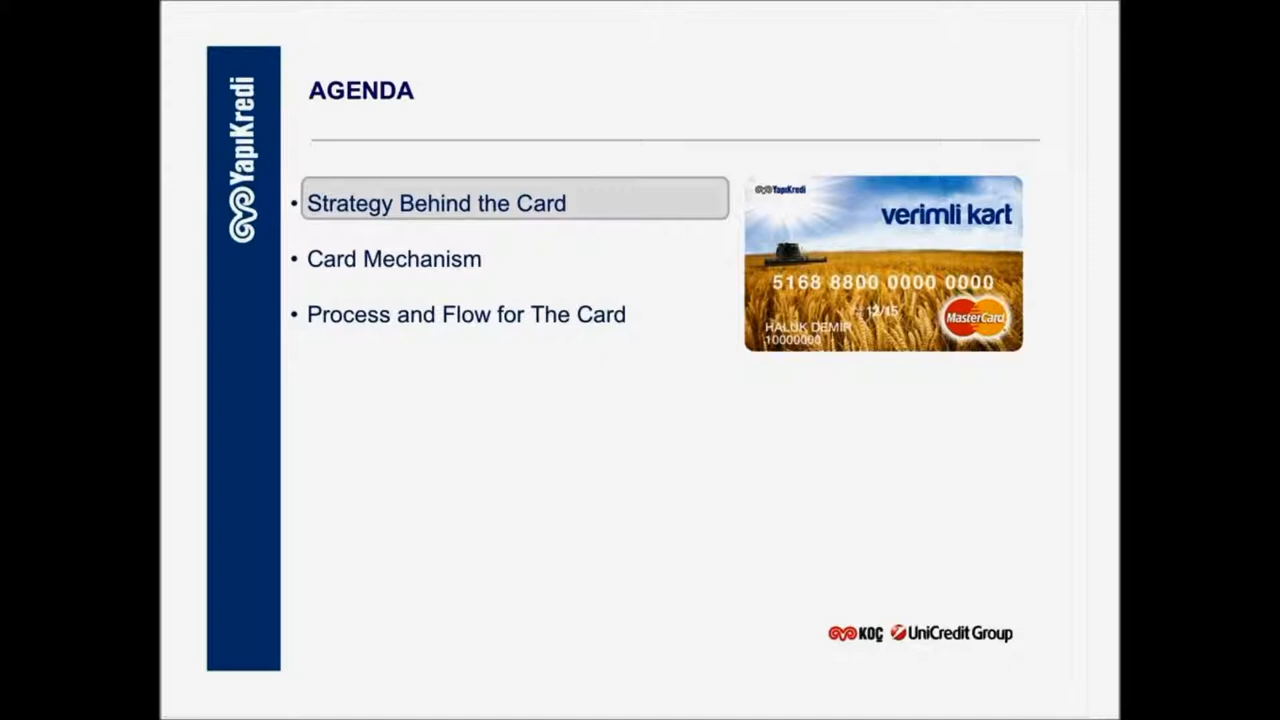 YapıKredi
AGENDA
• Strategy Behind the Card
• Card Mechanism
• Process and Flow for The Card
YapıKredi
verimli kart
5168 8800 0000 0000
12/15
HALUK DEMİR
10000000
MasterCard
KOÇ UniCredit Group